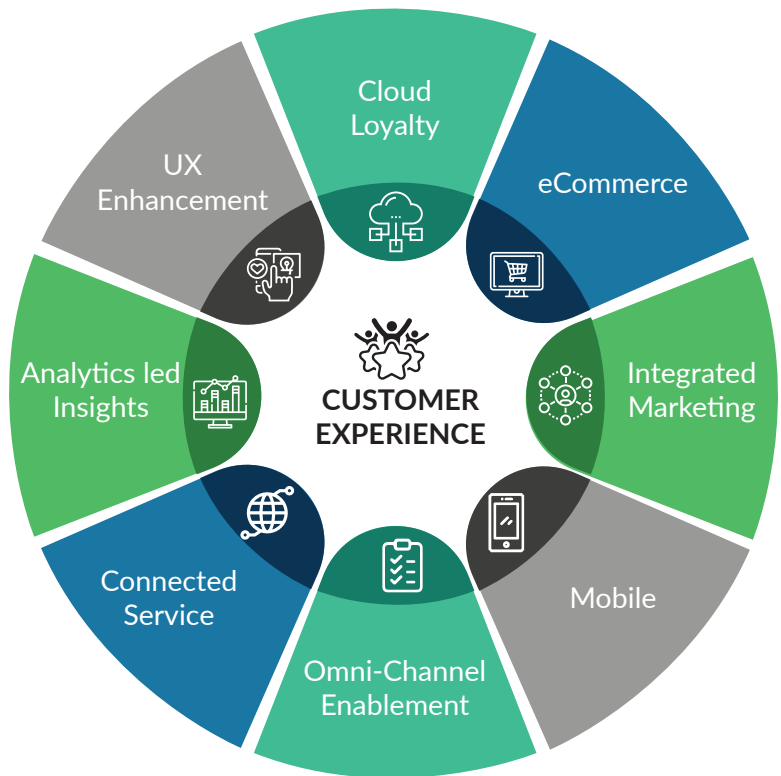 Cloud
Loyalty
eCommerce
Integrated
Marketing
Mobile
Omni-Channel
Enablement
Connected
Service
Analytics led
Insights
UX
Enhancement
CUSTOMER
EXPERIENCE